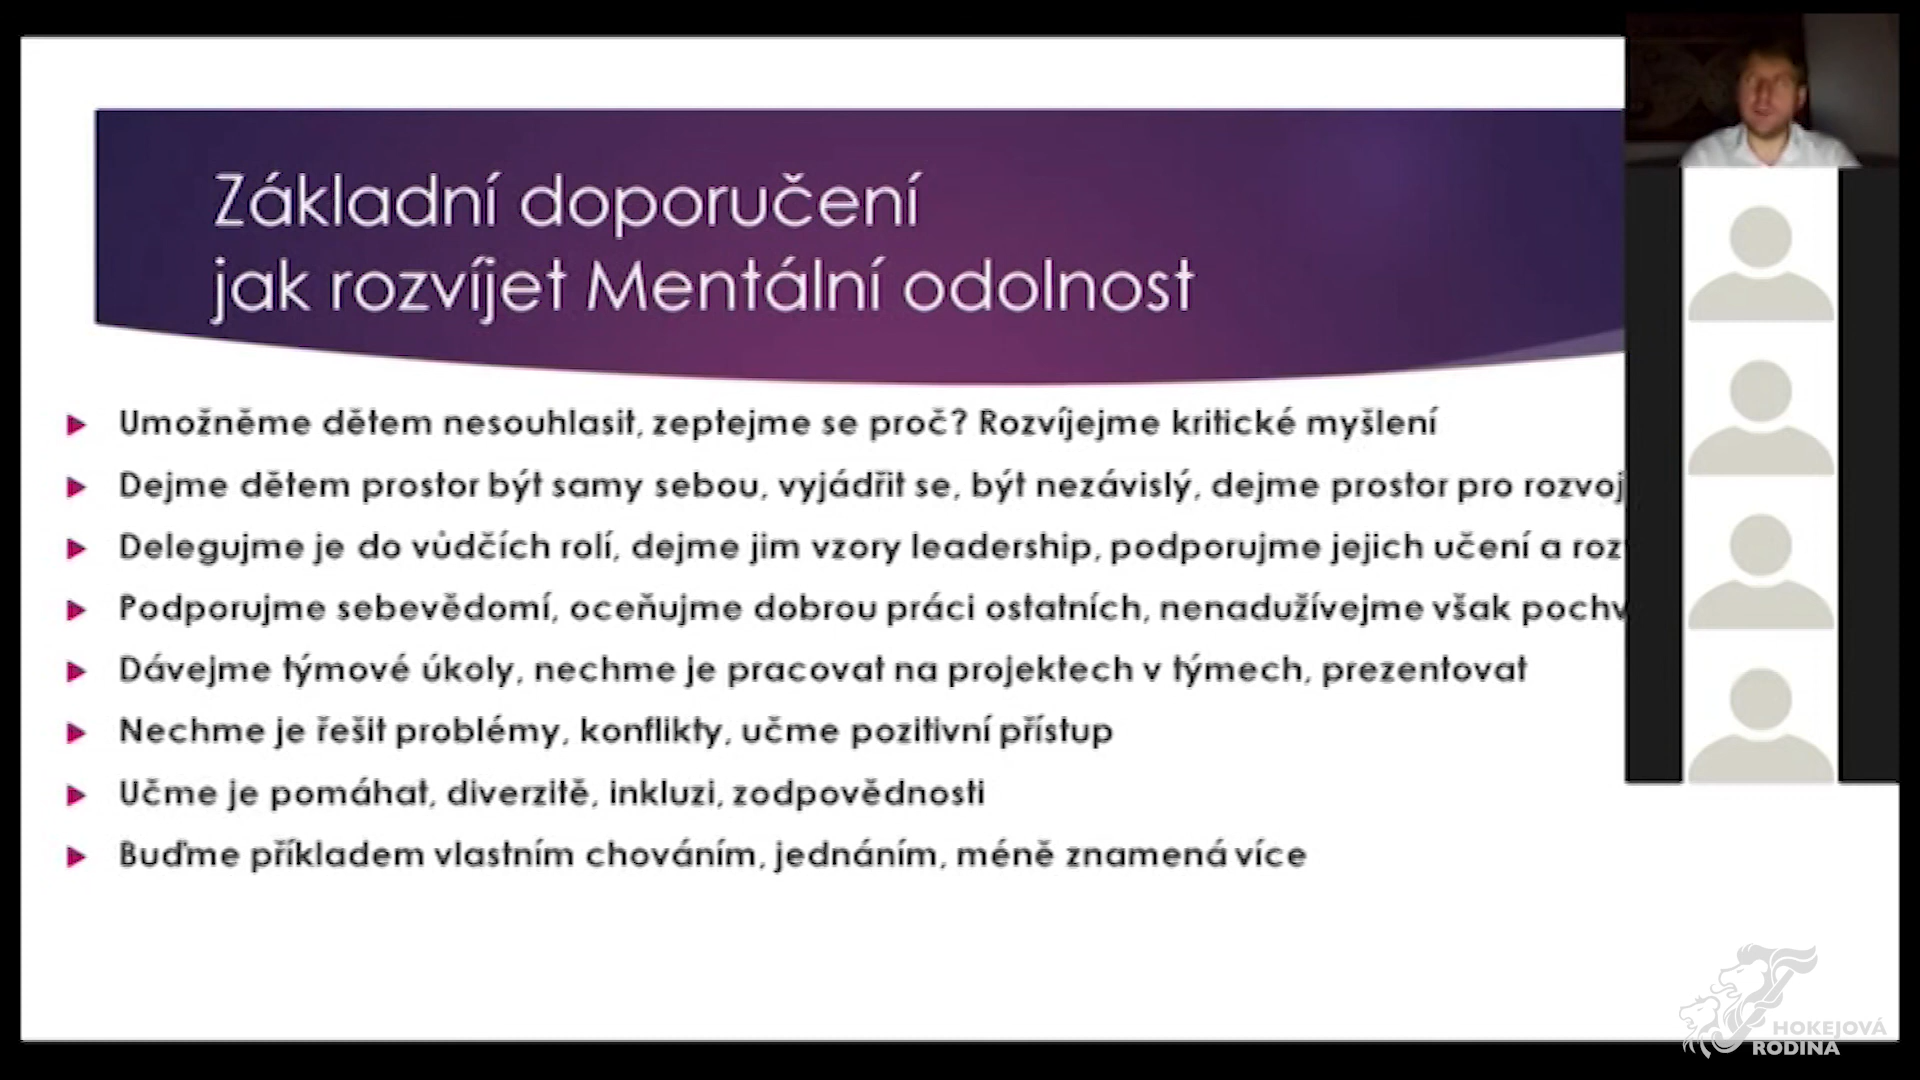 Základní doporučení
jak rozvíjet Mentální odolnost
Umožněme dětem nesouhlasit, zeptejme se proč? Rozvíjejme kritické myšlení
Dejme dětem prostor být samy sebou, vyjádřit se, být nezávislý, dejme prostor pro rozvoj
Delegujme je do vůdčích rolí, dejme jim vzory leadership, podporujme jejich učení a
Podporujme sebevědomí, oceňujme dobrou práci ostatních, nenadužívejme však
Dávejme týmové úkoly, nechme je pracovat na projektech v týmech, prezentovat
Nechme je řešit problémy, konflikty, učme pozitivní přístup
Učme je pomáhat, diverzitě, inkluzi, zodpovědnosti
Buďme příkladem vlastním chováním, jednáním, méně znamená více
HOKEJOVÁ
RODINA